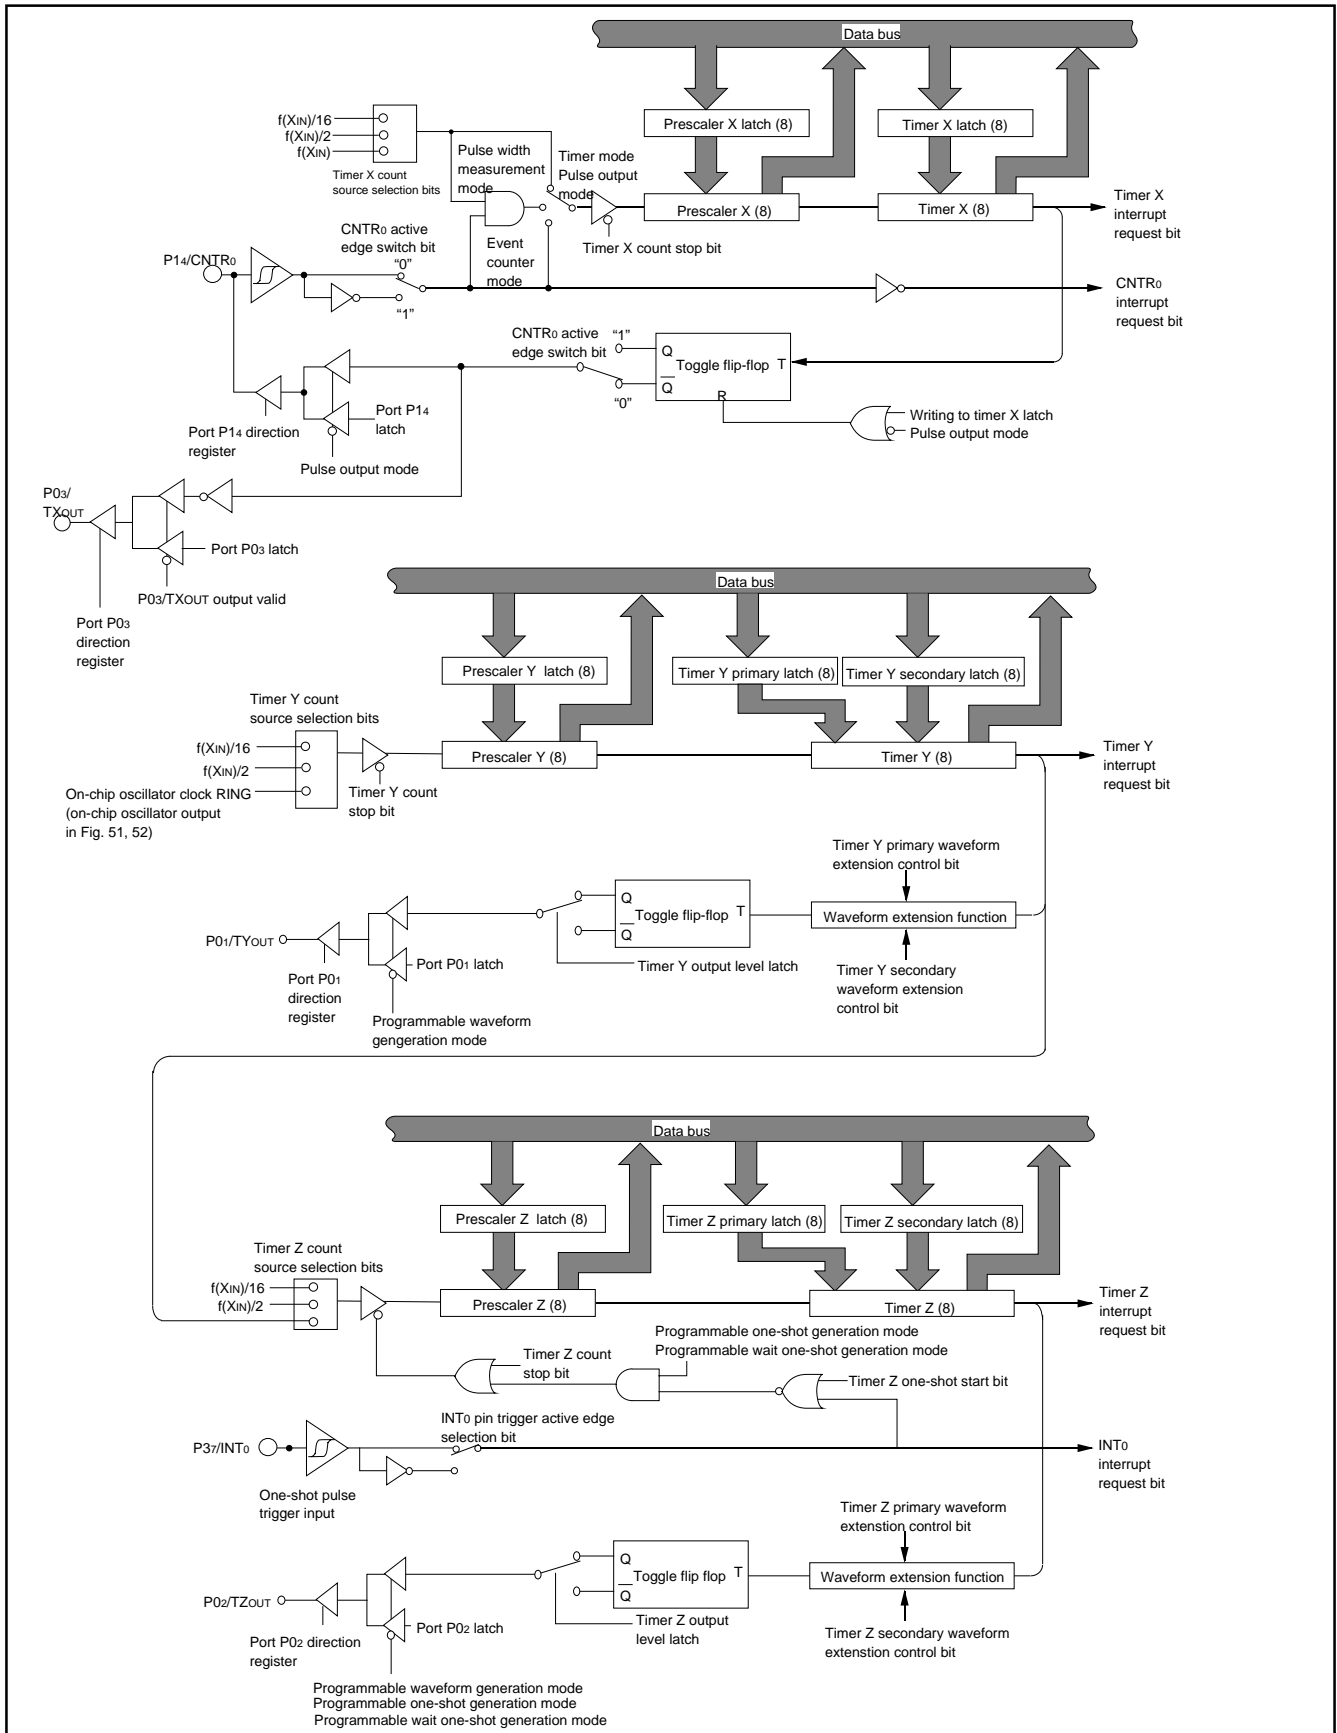 Data bus
f(XIN)/16
f(XIN)/2
f(XIN)
Timer X count
source selection bits
Pulse width
measurement
mode
Timer mode
Pulse output
mode
Prescaler X latch (8)
Timer X latch (8)
Prescaler X (8)
Timer X (8)
Timer X
interrupt
request bit
Timer X count stop bit
Event
counter
mode
CNTR0 active
edge switch bit
P14/CNTR0
“0”
“1”
CNTR0
interrupt
request bit
CNTR0 active
edge switch bit
“1”
“0”
Q
Toggle flip-flop
T
Q
R
Writing to timer X latch
Pulse output mode
Port P14
latch
Port P14 direction
register
Pulse output mode
P03/
TXOUT
Port P03 latch
P03/TXOUT output valid
Port P03
direction
register
Data bus
Prescaler Y latch (8)
Timer Y primary latch (8)
Timer Y secondary latch (8)
Timer Y count
source selection bits
f(XIN)/16
f(XIN)/2
On-chip oscillator clock RING
(on-chip oscillator output
in Fig. 51, 52)
Timer Y count
stop bit
Prescaler Y (8)
Timer Y (8)
Timer Y
interrupt
request bit
Timer Y primary waveform
extension control bit
Waveform extension function
Timer Y secondary
waveform extension
control bit
Q
Toggle flip-flop
T
Q
Timer Y output level latch
P01/TYOUT
Port P01 latch
Port P01
direction
register
Programmable waveform
gengeration mode
Data bus
Prescaler Z latch (8)
Timer Z primary latch (8)
Timer Z secondary latch (8)
Timer Z count
source selection bits
f(XIN)/16
f(XIN)/2
Prescaler Z (8)
Timer Z (8)
Timer Z
interrupt
request bit
Programmable one-shot generation mode
Programmable wait one-shot generation mode
Timer Z count
stop bit
Timer Z one-shot start bit
INT0 pin trigger active edge
selection bit
P37/INT0
One-shot pulse
trigger input
INT0
interrupt
request bit
Timer Z primary waveform
extenstion control bit
Waveform extension function
Timer Z secondary waveform
extenstion control bit
Q
Toggle flip flop
T
Q
Timer Z output
level latch
P02/TZOUT
Port P02 latch
Port P02 direction
register
Programmable waveform generation mode
Programmable one-shot generation mode
Programmable wait one-shot generation mode